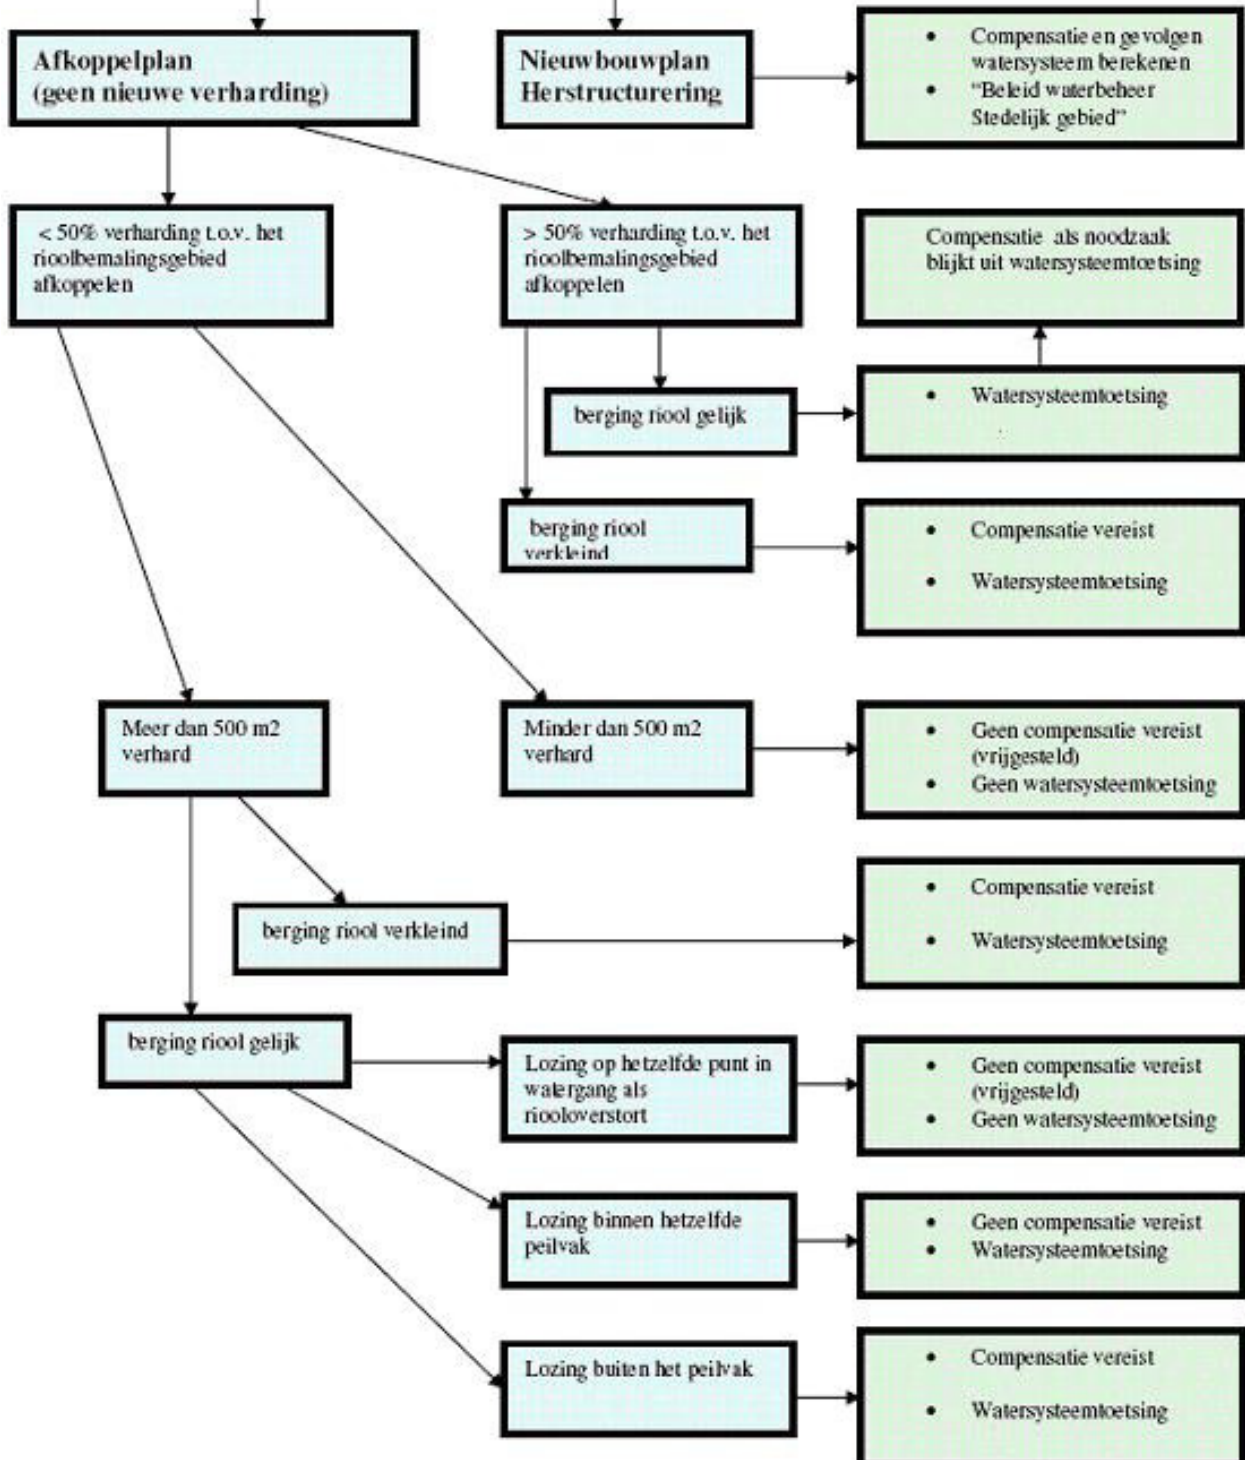 Afkoppelplan
(geen nieuwe verharding)
Nieuwbouwplan
Herstructurering
• Compensatie en gevolgen
watersysteem berekenen
• “Beleid waterbeheer
Stedelijk gebied”
< 50% verharding t.o.v. het
rioolbemalingsgebied
afkoppelen
> 50% verharding t.o.v. het
rioolbemalingsgebied
afkoppelen
Compensatie als noodzaak
blijkt uit watersysteemtoetsing
berging riool gelijk
• Watersysteemtoetsing
berging riool
verkleind
• Compensatie vereist
• Watersysteemtoetsing
Meer dan 500 m2
verhard
Minder dan 500 m2
verhard
• Geen compensatie vereist
(vrijgesteld)
• Geen watersysteemtoetsing
berging riool verkleind
• Compensatie vereist
• Watersysteemtoetsing
berging riool gelijk
Lozing op hetzelfde punt in
watergang als
riooloverstort
• Geen compensatie vereist
(vrijgesteld)
• Geen watersysteemtoetsing
Lozing binnen hetzelfde
peilvak
• Geen compensatie vereist
• Watersysteemtoetsing
Lozing buiten het peilvak
• Compensatie vereist
• Watersysteemtoetsing